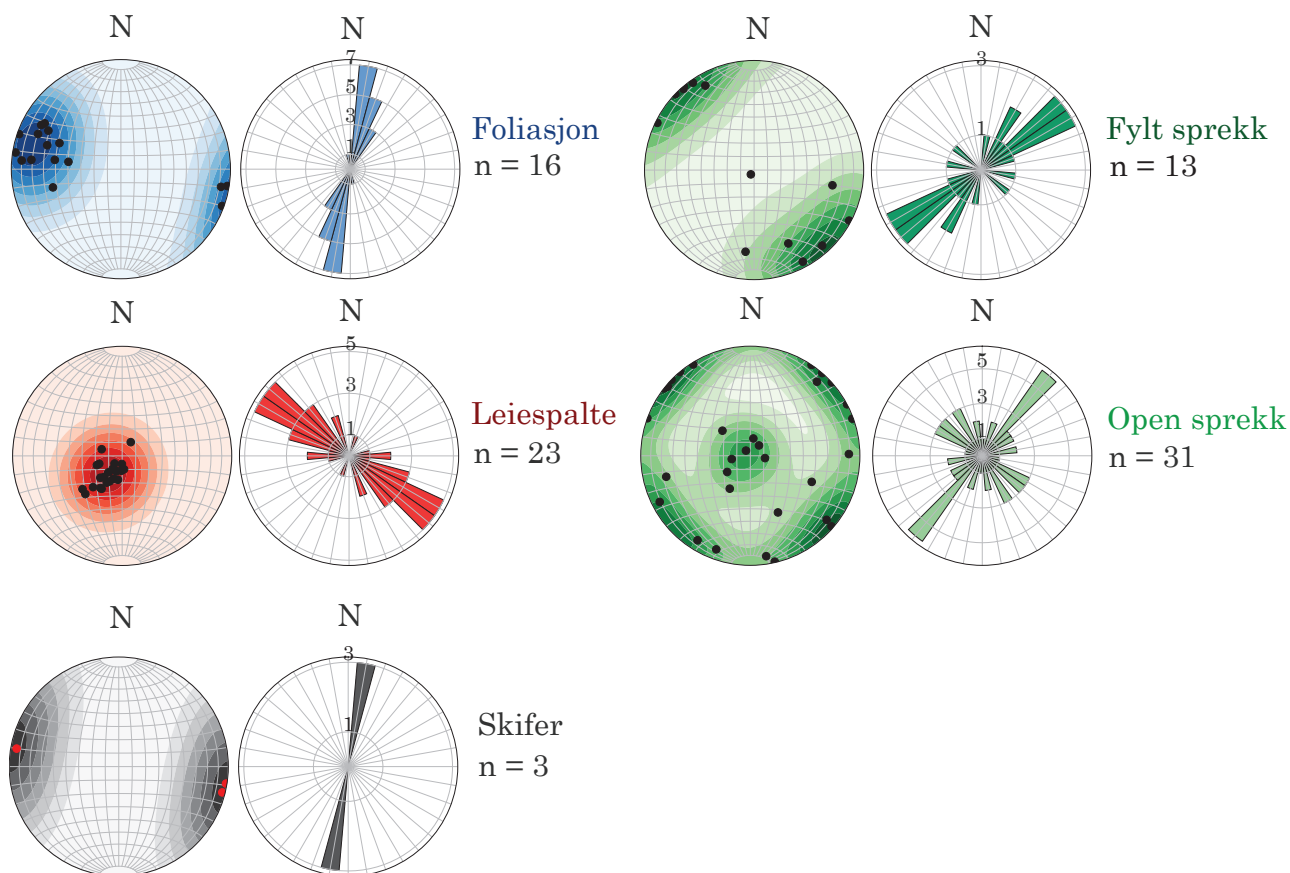 N
N
7
5
3
1
Foliasjon
n = 16
N
N
3
1
Fylt sprekk
n = 13
N
N
5
3
1
Leiespalte
n = 23
N
N
5
3
1
Open sprekk
n = 31
N
N
3
1
Skifer
n = 3